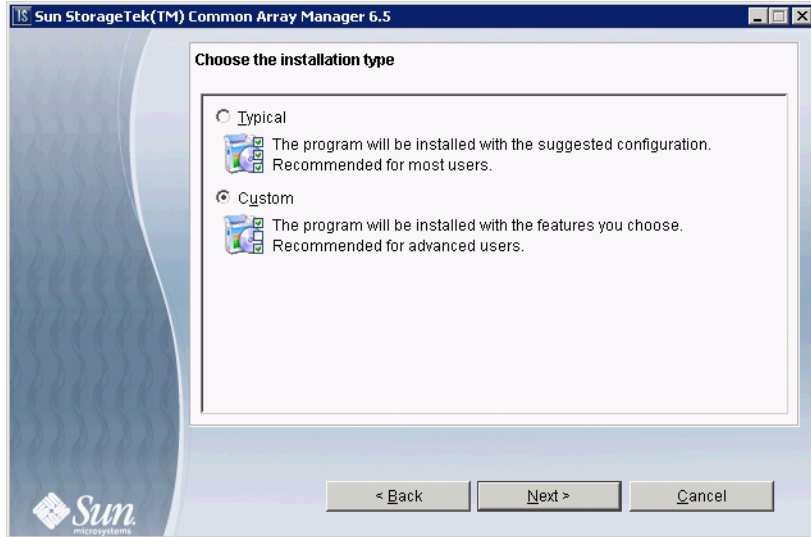 Sun StorageTek(TM) Common Array Manager 6.5
Choose the installation type
Typical
The program will be installed with the suggested configuration.
Recommended for most users.
Custom
The program will be installed with the features you choose.
Recommended for advanced users.
< Back
Next >
Cancel
Sun
microsystems